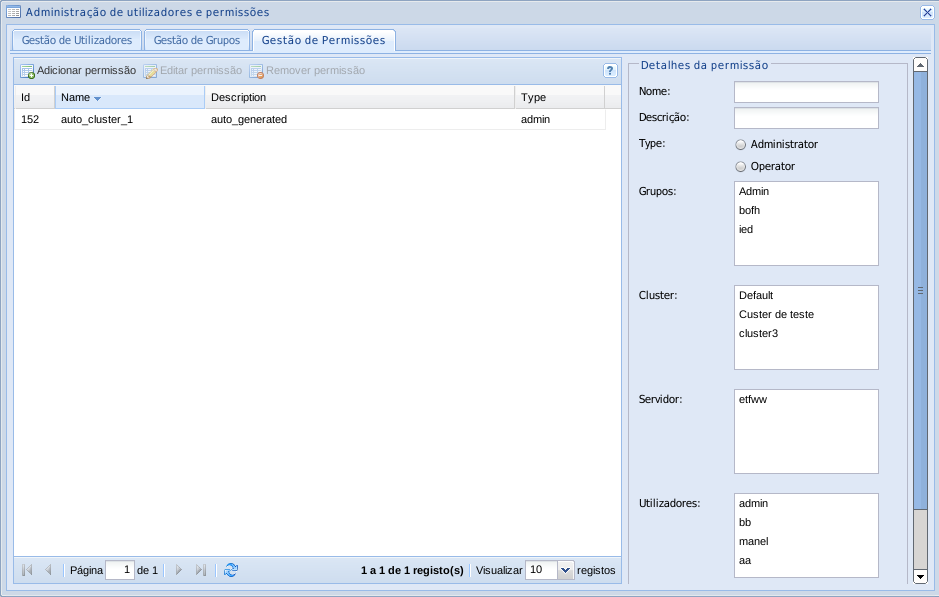 Administração de utilizadores e permissões
Gestão de Utilizadores Gestão de Grupos Gestão de Permissões
Adicionar permissão Editar permissão Remover permissão ?
Id Name Description Type
152 auto_cluster_1 auto_generated admin
Página 1 de 1 1 a 1 de 1 registo(s) Visualizar 10 registos
Detalhes da permissão
Nome:
Descrição:
Type: Administrator
Operator
Grupos: Admin
bofh
ied
Cluster: Default
Custer de teste
cluster3
Servidor: etfww
Utilizadores: admin
bb
manel
aa